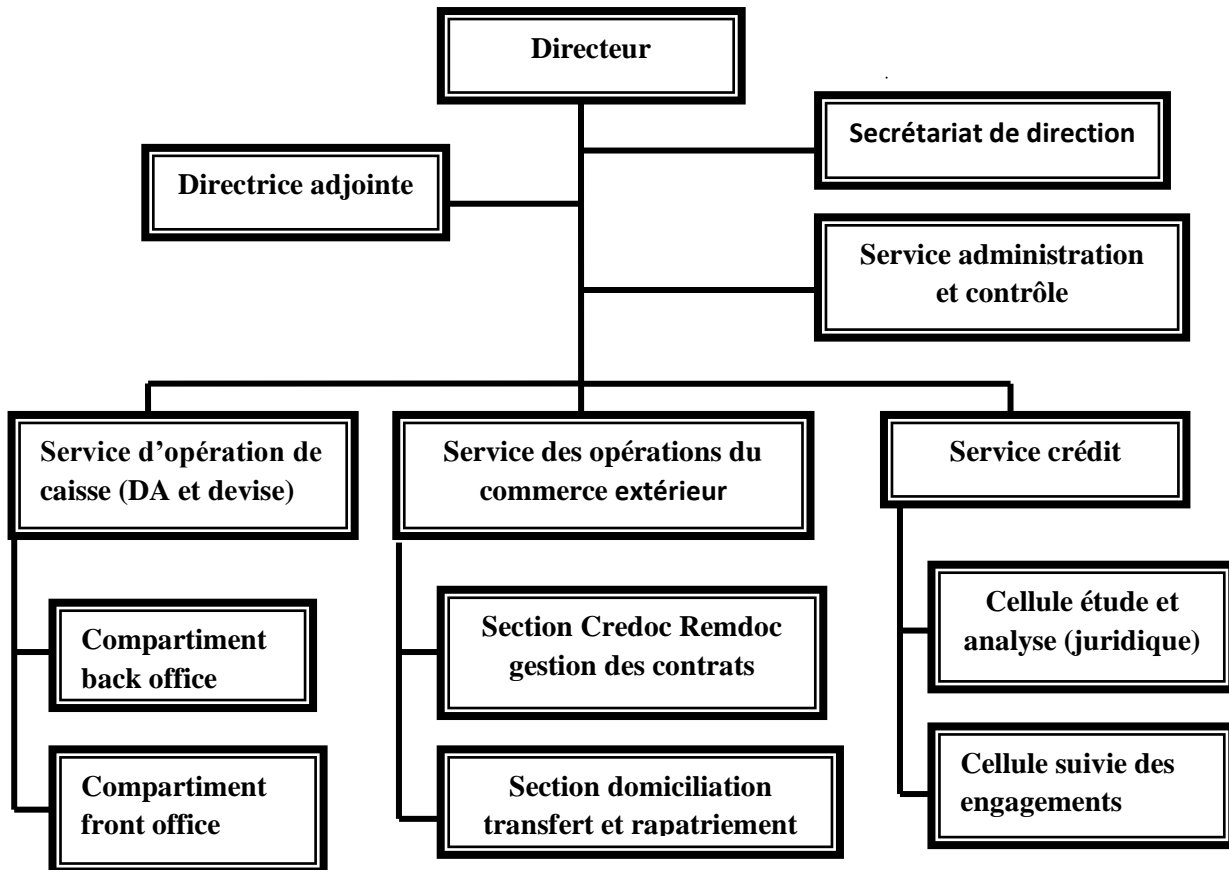 Directeur
Secrétariat de direction
Directrice adjointe
Service administration
et contrôle
Service d’opération de
caisse (DA et devise)
Service des opérations du
commerce extérieur
Service crédit
Compartiment
back office
Section Credoc Remdoc
gestion des contrats
Cellule étude et
analyse (juridique)
Compartiment
front office
Section domiciliation
transfert et rapatriement
Cellule suivie des
engagements